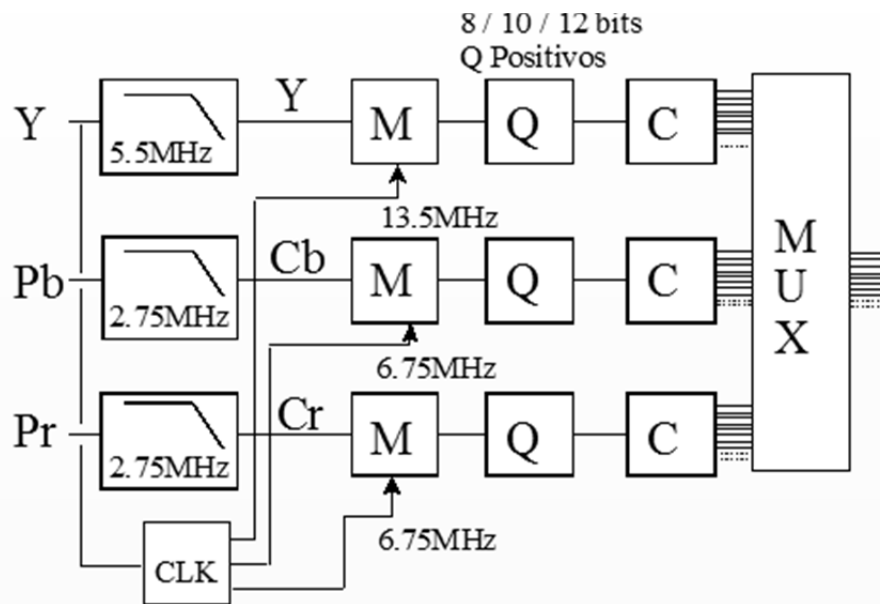 8 / 10 / 12 bits
Q Positivos
Y
5.5MHz
Y
M
Q
C
13.5MHz
Pb
2.75MHz
Cb
M
Q
C
6.75MHz
Pr
2.75MHz
Cr
M
Q
C
6.75MHz
CLK
M
U
X